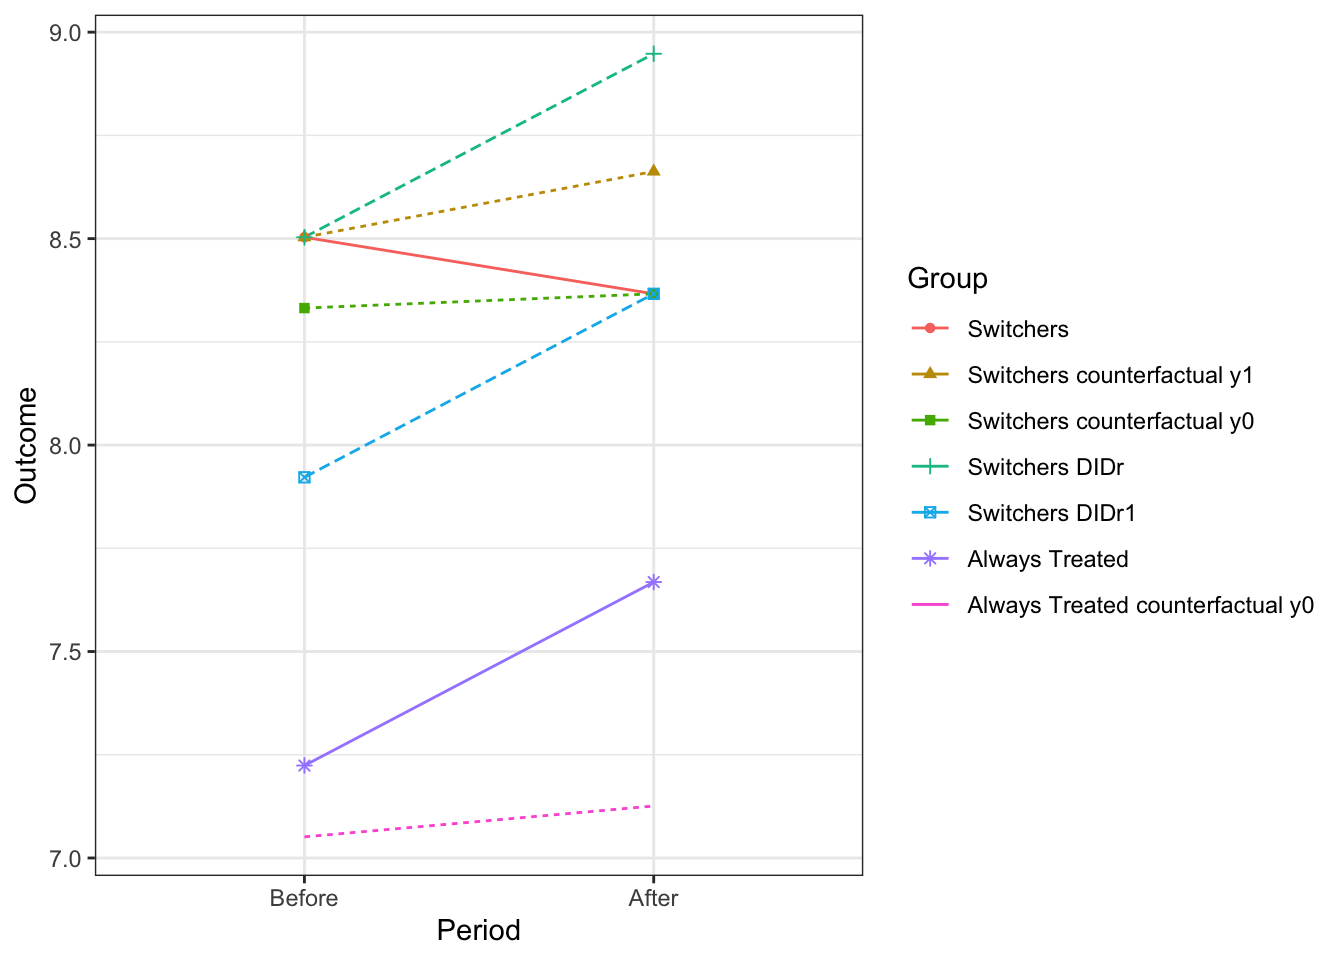 9.0
8.5
8.0
7.5
7.0
Outcome
Before
After
Period
Group
Switchers
Switchers counterfactual y1
Switchers counterfactual y0
Switchers DIDr
Switchers DIDr1
Always Treated
Always Treated counterfactual y0